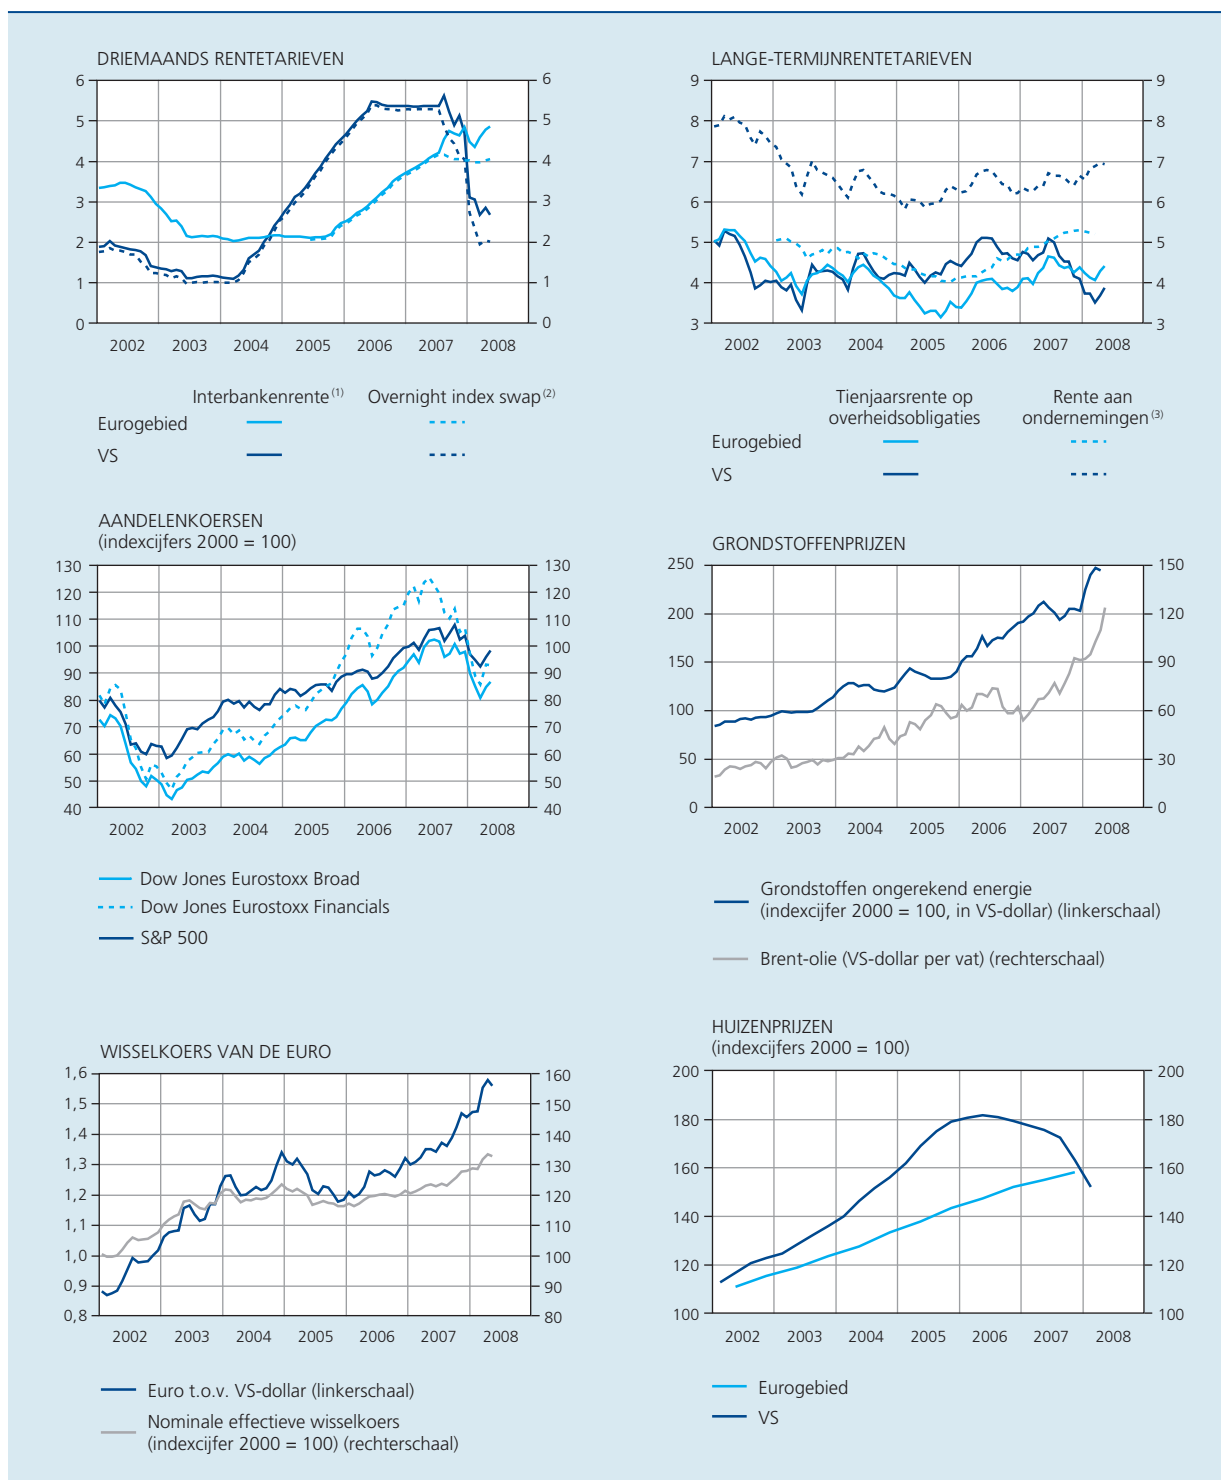 DRIEMAANDS RENTETARIEVEN
6
5
4
3
2
1
0
6
5
4
3
2
1
0
2002 2003 2004 2005 2006 2007 2008
Interbankenrente (1) Overnight index swap (2)
Eurogebied
VS
LANGE-TERMIJNRENTETARIEVEN
9
8
7
6
5
4
3
9
8
7
6
5
4
3
2002 2003 2004 2005 2006 2007 2008
Tienjaarsrente op Rente aan
overheidsobligaties ondernemingen (3)
Eurogebied
VS
AANDELENKOERSEN
(indexcijfers 2000 = 100)
130
120
110
100
90
80
70
60
50
40
130
120
110
100
90
80
70
60
50
40
2002 2003 2004 2005 2006 2007 2008
Dow Jones Eurostoxx Broad
Dow Jones Eurostoxx Financials
S&P 500
GRONDSTOFFENPRIJZEN
250
200
150
100
50
0
150
120
90
60
30
0
2002 2003 2004 2005 2006 2007 2008
Grondstoffen ongerekend energie
(indexcijfer 2000 = 100, in VS-dollar) (linkerschaal)
Brent-olie (VS-dollar per vat) (rechterschaal)
WISSELKOERS VAN DE EURO
1,6
1,5
1,4
1,3
1,2
1,1
1,0
0,9
0,8
160
150
140
130
120
110
100
90
80
2002 2003 2004 2005 2006 2007 2008
Euro t.o.v. VS-dollar (linkerschaal)
Nominale effectieve wisselkoers
(indexcijfer 2000 = 100) (rechterschaal)
HUIZENPRIJZEN
(indexcijfers 2000 = 100)
200
180
160
140
120
100
200
180
160
140
120
100
2002 2003 2004 2005 2006 2007 2008
Eurogebied
VS